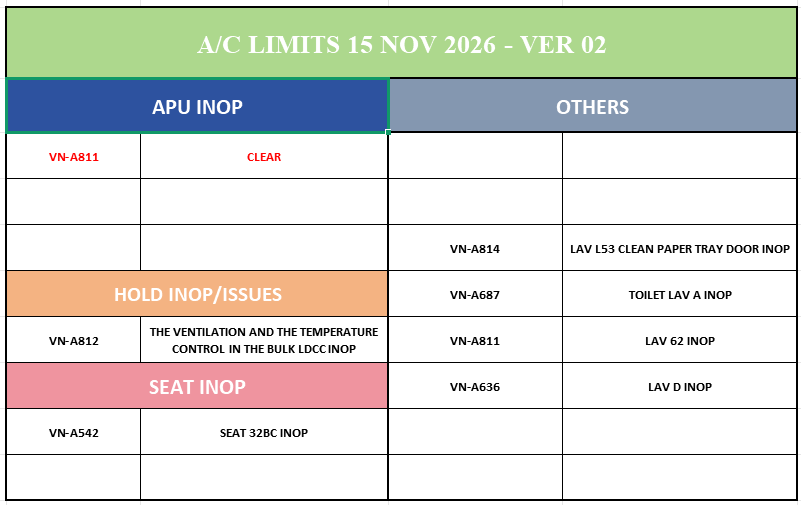 A/C LIMITS 15 NOV 2026 - VER 02
APU INOP
OTHERS
VN-A811
CLEAR
VN-A814
LAV L53 CLEAN PAPER TRAY DOOR INOP
HOLD INOP/ISSUES
VN-A687
TOILET LAV A INOP
VN-A812
THE VENTILATION AND THE TEMPERATURE
CONTROL IN THE BULK LDCC INOP
VN-A811
LAV 62 INOP
SEAT INOP
VN-A636
LAV D INOP
VN-A542
SEAT 32BC INOP